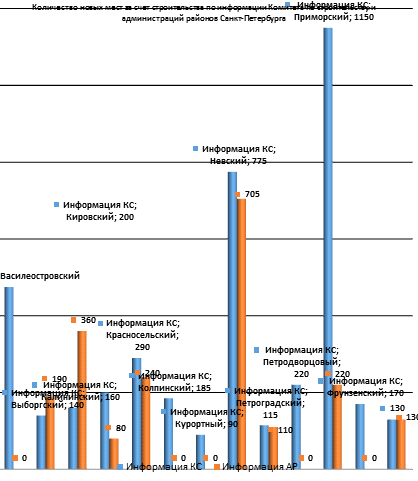 Количество новых мест за счет строительства по информации Комитета по строительству и
администраций районов Санкт-Петербурга
Информация КС;
Приморский; 1150
Информация КС;
Невский; 775
705
Информация КС;
Кировский; 200
Василеостровский
360
Информация КС;
Красносельский;
290
Информация КС;
Петродворцовый;
220
220
190
240
Информация КС;
Выборгский; 140
Информация КС;
Калининский; 160
Информация КС;
Колпинский; 185
Информация КС;
Курортный; 90
Информация КС;
Петроградский;
115
110
Информация КС;
Фрунзенский; 170
130
130
80
0
0
0
0
0
Информация КС
Информация АР